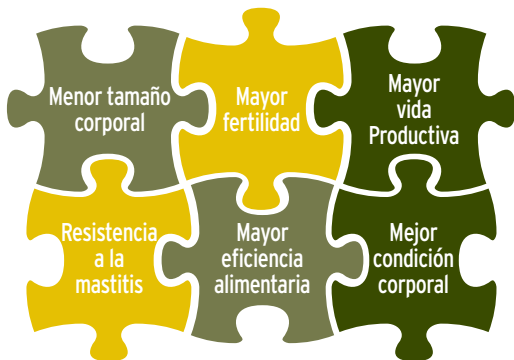 Menor tamaño
corporal
Mayor
fertilidad
Mayor
vida
Productiva
Resistencia
a la
mastitis
Mayor
eficiencia
alimentaria
Mejor
condición
corporal